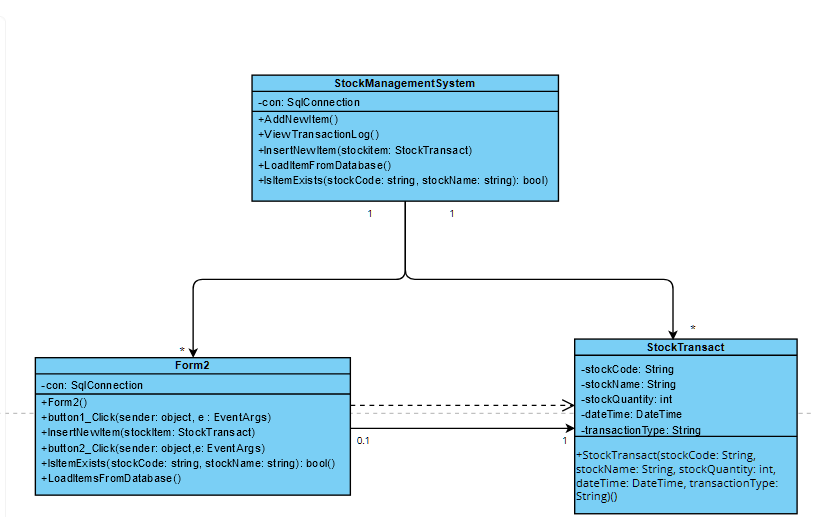 StockManagementSystem
-con: SqlConnection
+AddNewItem()
+ViewTransactionLog()
+InsertNewItem(stockitem: StockTransact)
+LoadItemFromDatabase()
+IsItemExists(stockCode: string, stockName: string): bool)
1 1
*
*
Form2
-con: SqlConnection
+Form2()
+button1_Click(sender: object, e : EventArgs)
+InsertNewItem(stockItem: StockTransact)
+button2_Click(sender: object,e: EventArgs)
+IsItemExists(stockCode: string, stockName: string): bool()
+LoadItemsFromDatabase()
0.1 1
StockTransact
-stockCode: String
-stockName: String
-stockQuantity: int
-dateTime: DateTime
-transactionType: String
+StockTransact(stockCode: String,
stockName: String, stockQuantity: int,
dateTime: DateTime, transactionType:
String)()